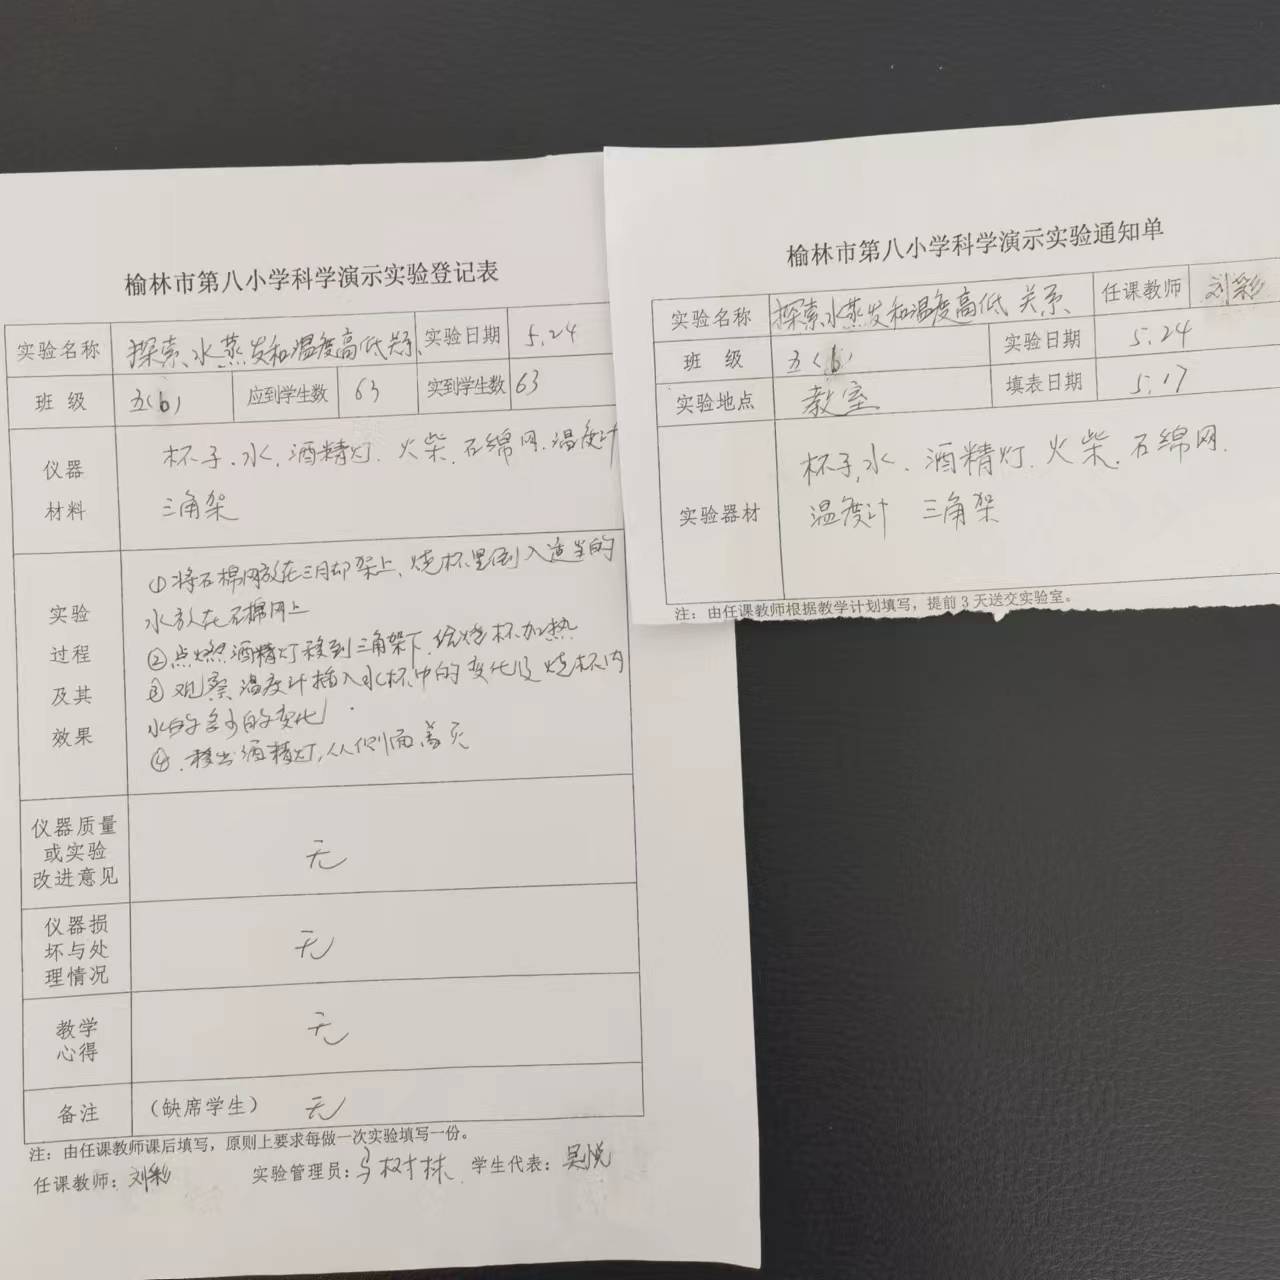 榆林市第八小学科学演示实验登记表
实验名称 探索水蒸发和温度高低关系 实验日期 5.24
班 级 五(6) 应到学生数 63 实到学生数 63
仪器
材料
杯子、水、酒精灯、火柴、石绵网、温度计
三角架
实验
过程
及其
效果
①将石棉网放在三角却架上、烧杯里倒入适当的
水放在石棉网上
②点燃酒精灯移到三角架下、给烧杯加热
③观察温度计插入水杯中的变化及烧杯内
水的多少的变化.
④、移出酒精灯,从侧面盖灭
仪器质量
或实验
改进意见
无
仪器损
坏与处
理情况
无
教学
心得
无
备注 (缺席学生) 无
注:由任课教师课后填写,原则上要求每做一次实验填写一份。
任课教师:刘彩 实验管理员:树林 学生代表:吴悦
榆林市第八小学科学演示实验通知单
实验名称 探索水蒸发和温度高低关系 任课教师 刘彩
班 级 五(6) 实验日期 5.24
实验地点 教室 填表日期 5.17
实验器材
杯子,水、酒精灯、火柴、石绵网、
温度计 三角架
注:由任课教师根据教学计划填写,提前3天送交实验室。